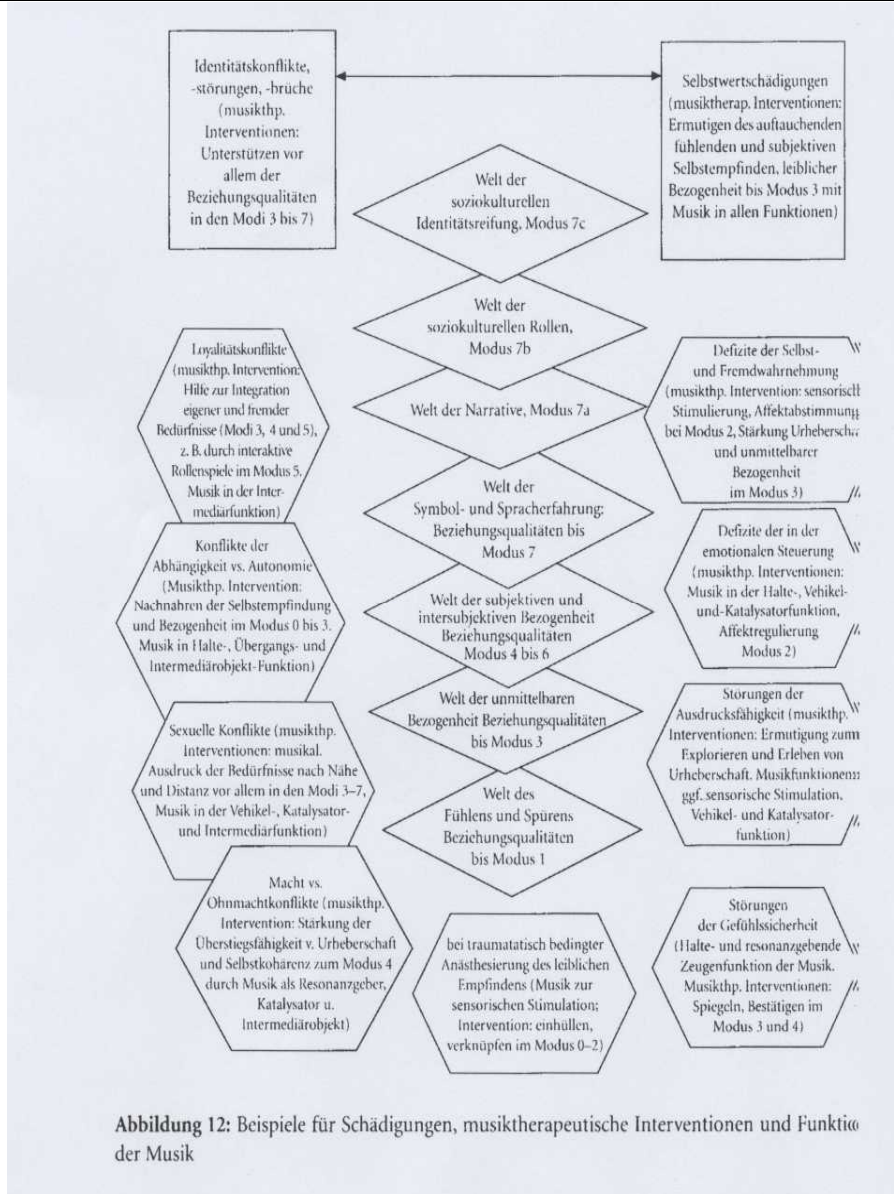 Identitätskonflikte,
-störungen, -brüche
(musikthp.
Interventionen:
Unterstützen vor
allem der
Beziehungsqualitäten
in den Modi 3 bis 7)
Selbstwertschädigungen
(musiktherap. Interventionen:
Ermutigen des auftauchenden
fühlenden und subjektiven
Selbstempfinden, leiblicher
Bezogenheit bis Modus 3 mit
Musik in allen Funktionen)
Welt der
soziokulturellen
Identitätsreifung, Modus 7c
Welt der
soziokulturellen Rollen,
Modus 7b
Welt der Narrative, Modus 7a
Welt der
Symbol- und Spracherfahrung:
Beziehungsqualitäten bis
Modus 7
Welt der subjektiven und
intersubjektiven Bezogenheit
Beziehungsqualitäten
Modus 4 bis 6
Welt der unmittelbaren
Bezogenheit Beziehungsqualitäten
bis Modus 3
Welt des
Fühlens und Spürens
Beziehungsqualitäten
bis Modus 1
Loyalitätskonflikte
(musikthp. Intervention:
Hilfe zur Integration
eigener und fremder
Bedürfnisse (Modi 3, 4 und 5),
z. B. durch interaktive
Rollenspiele im Modus 5.
Musik in der Inter-
mediärfunktion)
Konflikte der
Abhängigkeit vs. Autonomie
(Musikthp. Intervention:
Nachnähren der Selbstempfindung
und Bezogenheit im Modus 0 bis 3.
Musik in Halte-, Übergangs- und
Intermediärobjekt-Funktion)
Sexuelle Konflikte (musikthp.
Interventionen: musikal.
Ausdruck der Bedürfnisse nach Nähe
und Distanz vor allem in den Modi 3–7,
Musik in der Vehikel-, Katalysator-
und Intermediärfunktion)
Macht vs.
Ohnmachtkonflikte (musikthp.
Intervention: Stärkung der
Überstiegsfähigkeit v. Urheberschaft
und Selbstkohärenz zum Modus 4
durch Musik als Resonanzgeber,
Katalysator u.
Intermediärobjekt)
bei traumatatisch bedingter
Anästhesierung des leiblichen
Empfindens (Musik zur
sensorischen Stimulation;
Intervention: einhüllen,
verknüpfen im Modus 0–2)
Defizite der Selbst-
und Fremdwahrnehmung
(musikthp. Intervention: sensorisch
Stimulierung, Affektabstimmung
bei Modus 2, Stärkung
und unmittelbarer
Bezogenheit
im Modus 3)
Defizite der in der
emotionalen Steuerung
(musikthp. Interventionen:
Musik in der Halte-, Vehikel-
und-Katalysatorfunktion,
Affektregulierung
Modus 2)
Störungen der
Ausdrucksfähigkeit (musikthp.
Interventionen: Ermutigung zum
Explorieren und Erleben von
Urheberschaft. Musikfunktionen:
ggf. sensorische Stimulation,
Vehikel- und Katalysator-
funktion)
Störungen
der Gefühlssicherheit
(Halte- und resonanzgebende
Zeugenfunktion der Musik.
Musikthp. Interventionen:
Spiegeln, Bestätigen im
Modus 3 und 4)
Abbildung 12: Beispiele für Schädigungen, musiktherapeutische Interventionen und
der Musik